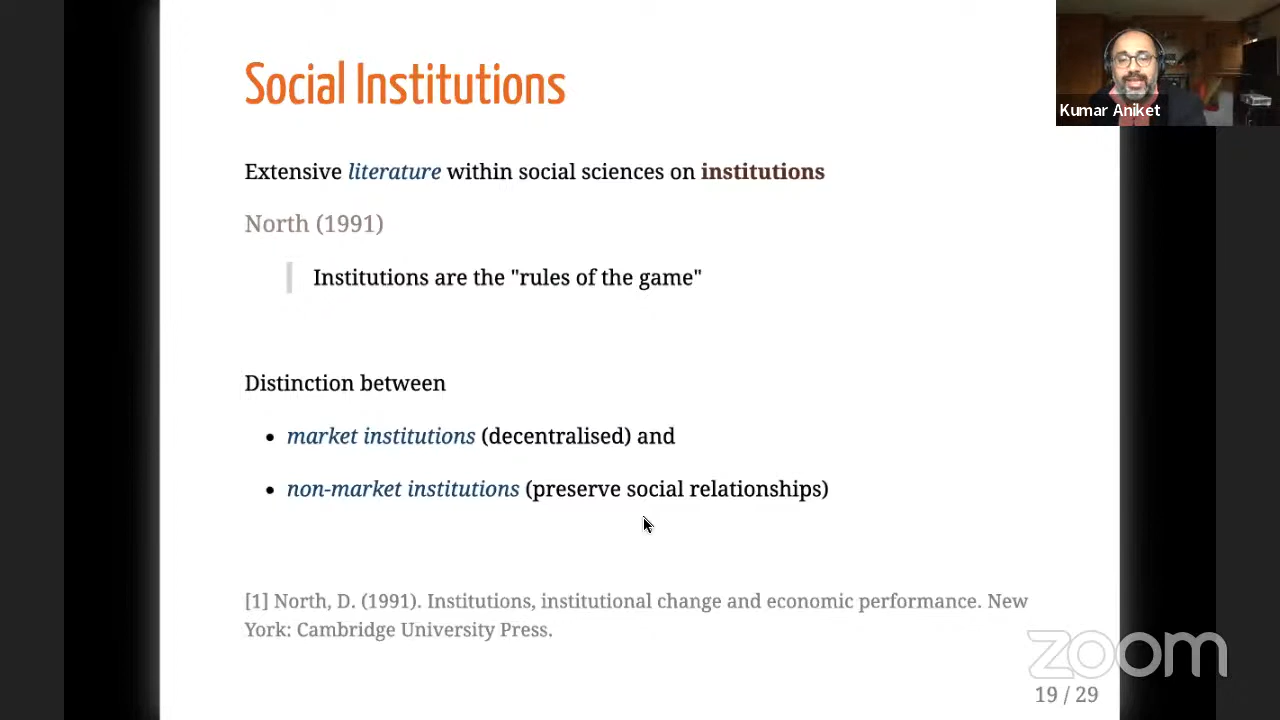 Social Institutions
Kumar Aniket
Extensive literature within social sciences on institutions
North (1991)
Institutions are the "rules of the game"
Distinction between
• market institutions (decentralised) and
• non-market institutions (preserve social relationships)
[1] North, D. (1991). Institutions, institutional change and economic performance. New
York: Cambridge University Press.
zoom
19 / 29